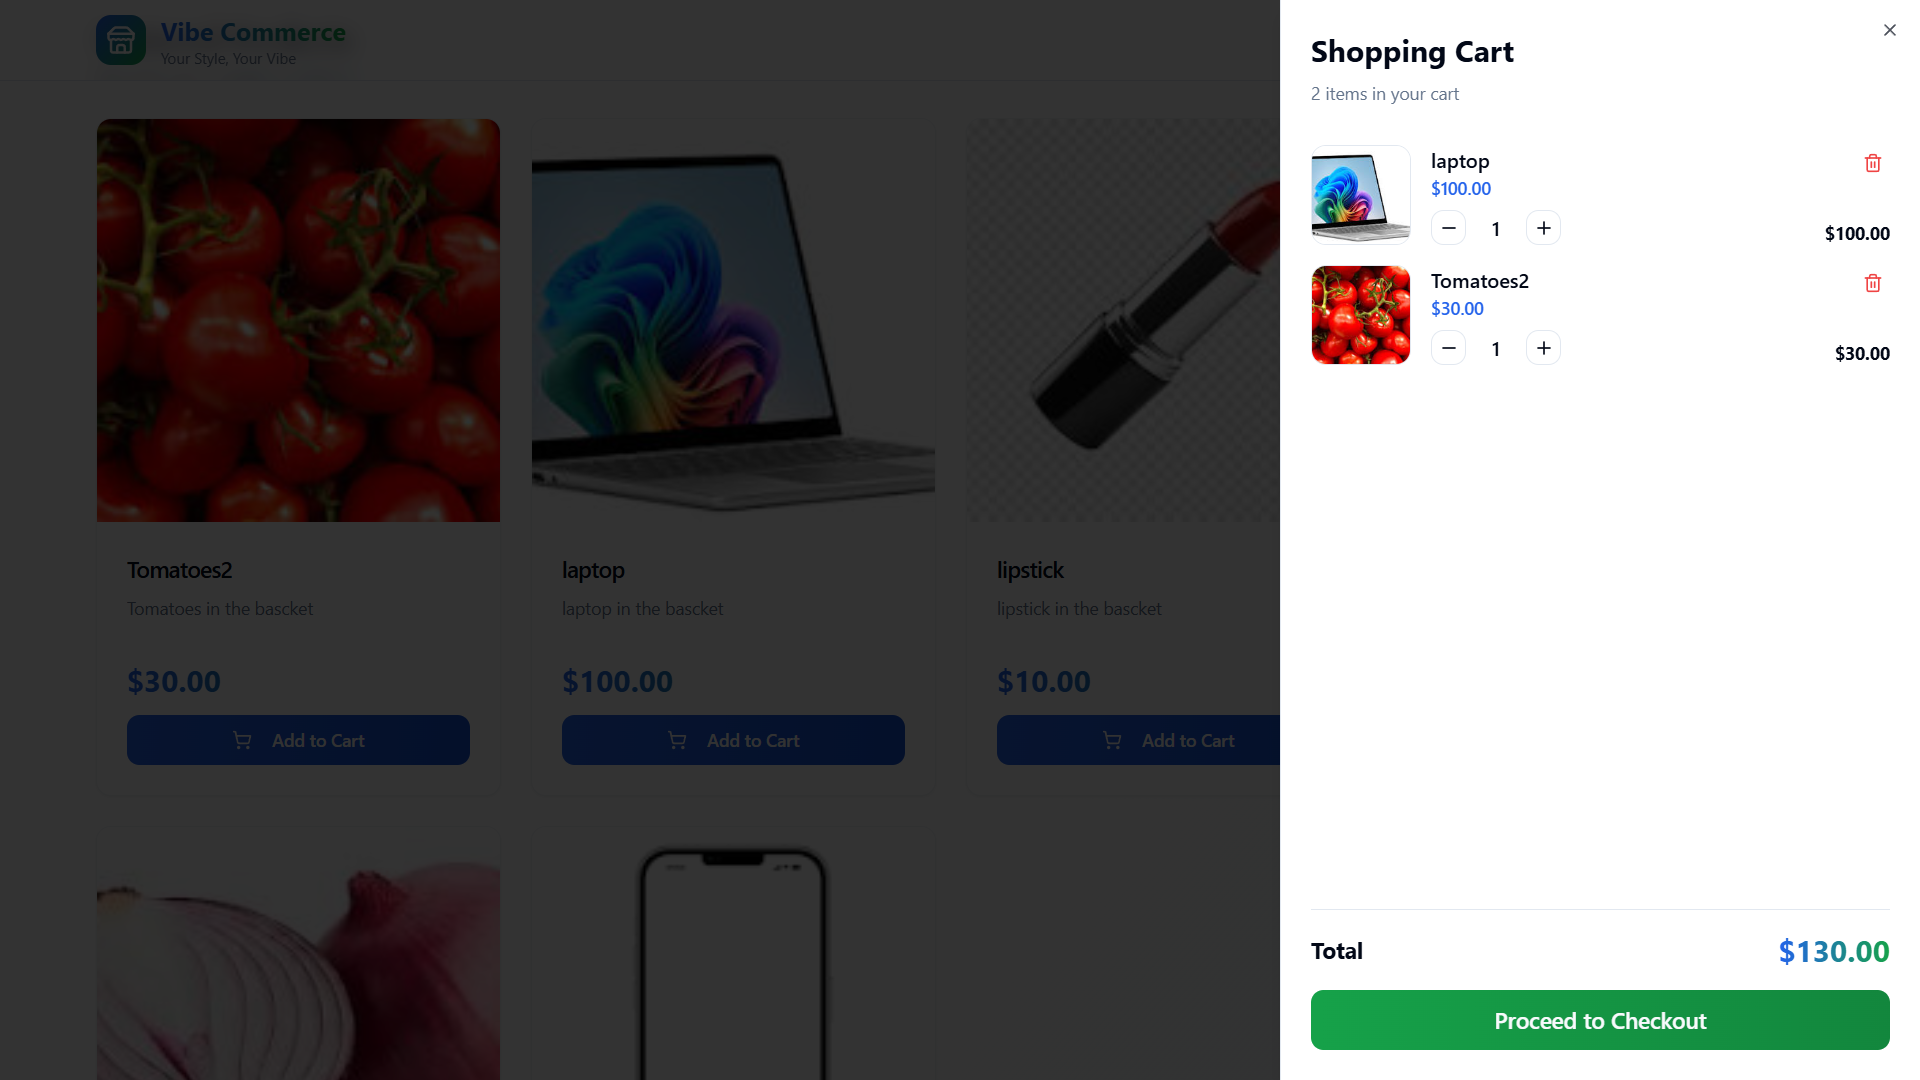 Vibe Commerce
Your Style, Your Vibe
Tomatoes2
Tomatoes in the bascket
$30.00
Add to Cart
laptop
laptop in the bascket
$100.00
Add to Cart
lipstick
lipstick in the bascket
$10.00
Add to Cart
Shopping Cart
2 items in your cart
laptop
$100.00
1
$100.00
Tomatoes2
$30.00
1
$30.00
Total
$130.00
Proceed to Checkout